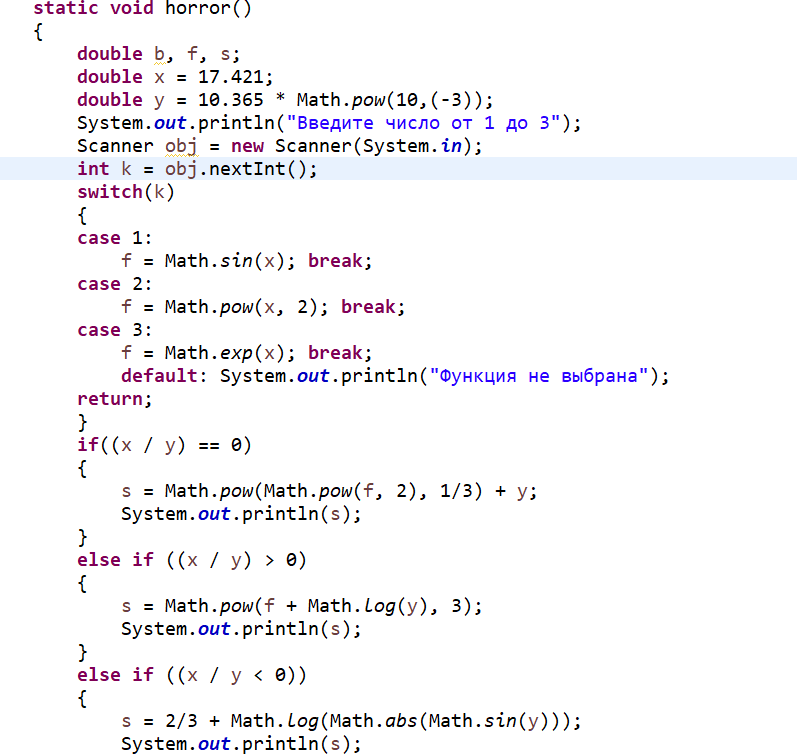 static void horror()
{
double b, f, s;
double x = 17.421;
double y = 10.365 * Math.pow(10,(-3));
System.out.println("Введите число от 1 до 3");
Scanner obj = new Scanner(System.in);
int k = obj.nextInt();
switch(k)
{
case 1:
f = Math.sin(x); break;
case 2:
f = Math.pow(x, 2); break;
case 3:
f = Math.exp(x); break;
default: System.out.println("Функция не выбрана");
return;
}
if((x / y) == 0)
{
s = Math.pow(Math.pow(f, 2), 1/3) + y;
System.out.println(s);
}
else if ((x / y) > 0)
{
s = Math.pow(f + Math.log(y), 3);
System.out.println(s);
}
else if ((x / y < 0))
{
s = 2/3 + Math.log(Math.abs(Math.sin(y)));
System.out.println(s);